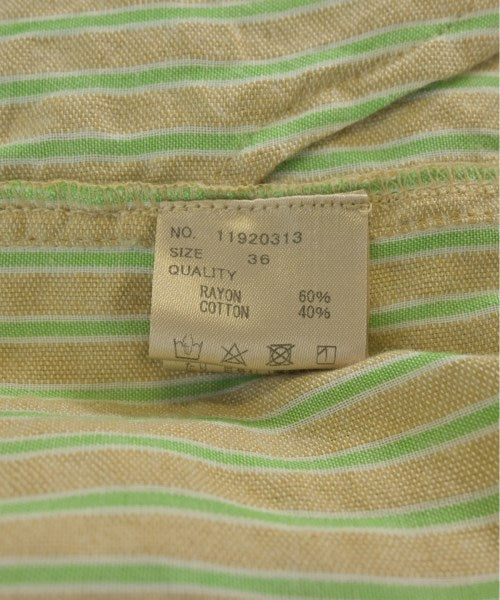 NO. 11920313
SIZE 36
QUALITY
RAYON 60%
COTTON 40%